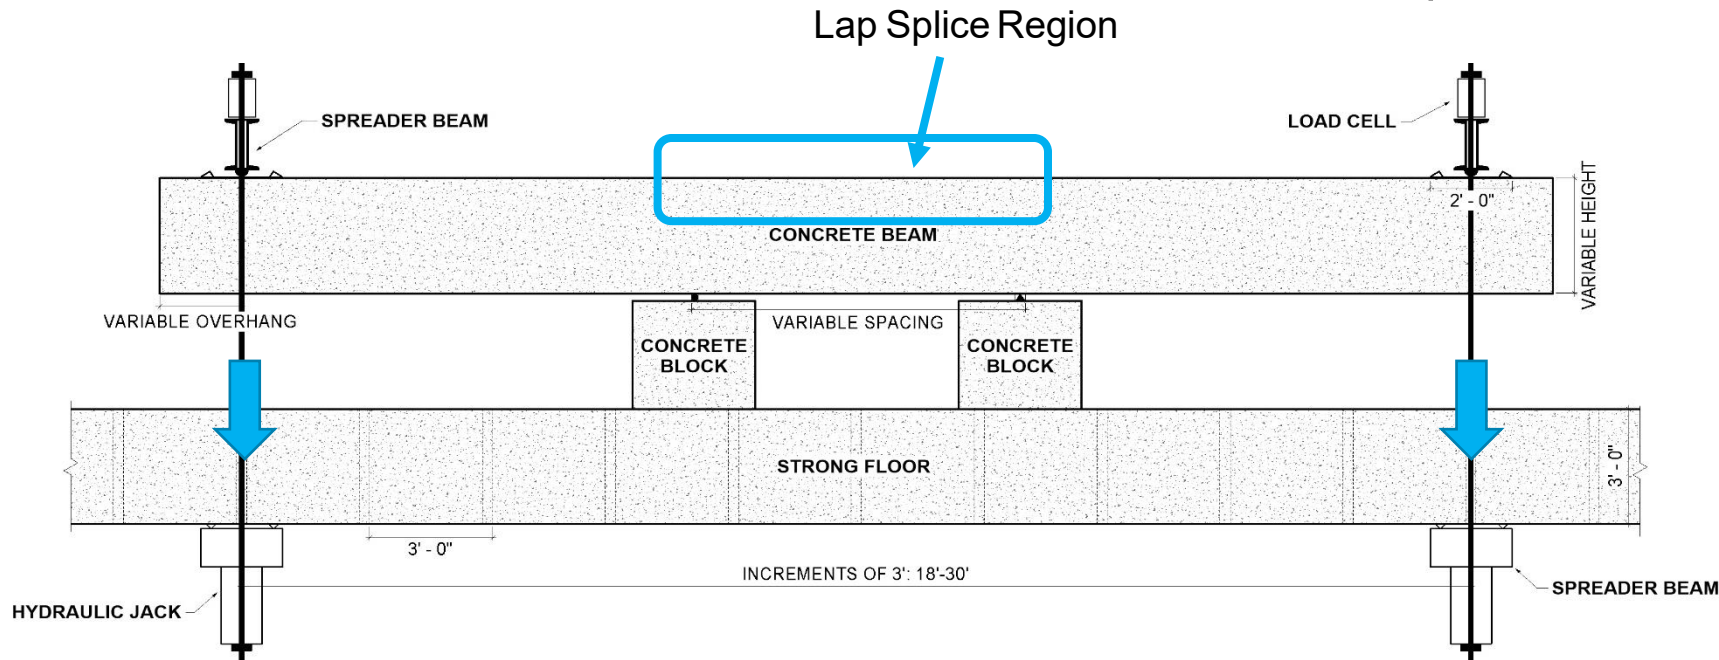 Lap Splice Region
SPREADER BEAM
LOAD CELL
2' - 0"
VARIABLE HEIGHT
CONCRETE BEAM
VARIABLE OVERHANG
VARIABLE SPACING
CONCRETE
BLOCK
CONCRETE
BLOCK
STRONG FLOOR
3' - 0"
3' - 0"
INCREMENTS OF 3': 18'-30'
HYDRAULIC JACK
SPREADER BEAM